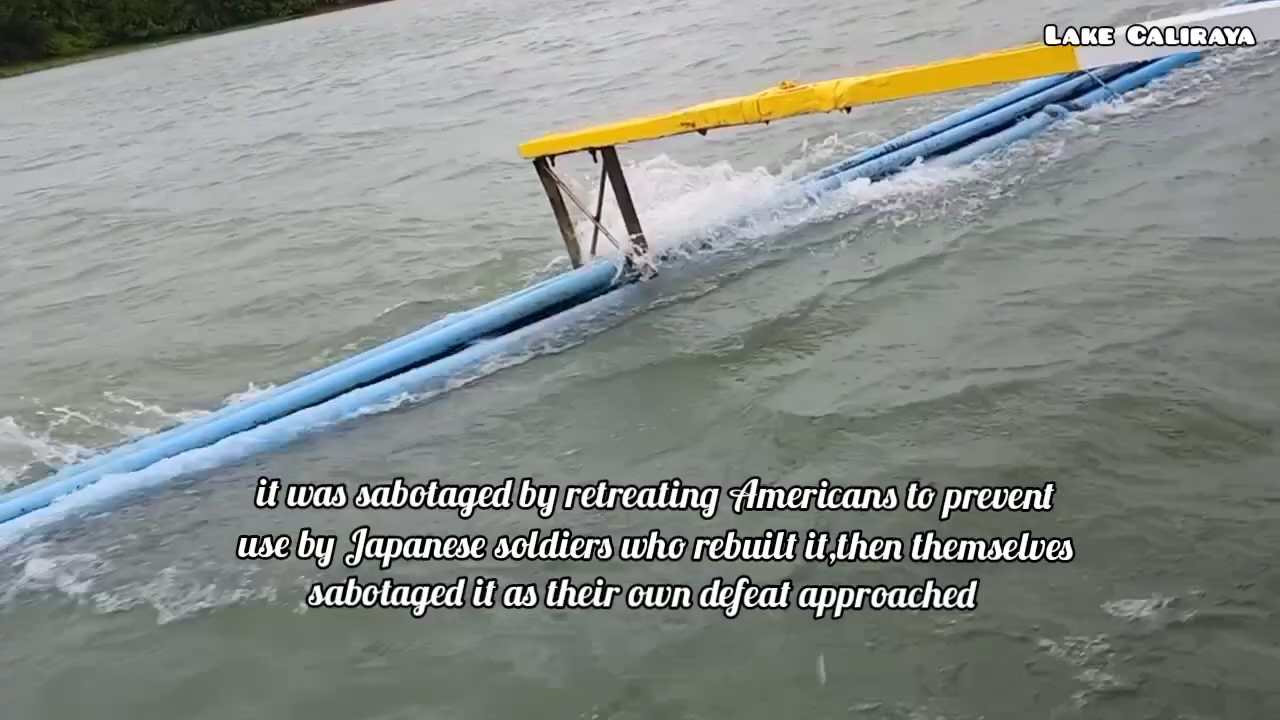 LAKE CALIRAYA
it was sabotaged by retreating Americans to prevent
use by Japanese soldiers who rebuilt it,then themselves
sabotaged it as their own defeat approached